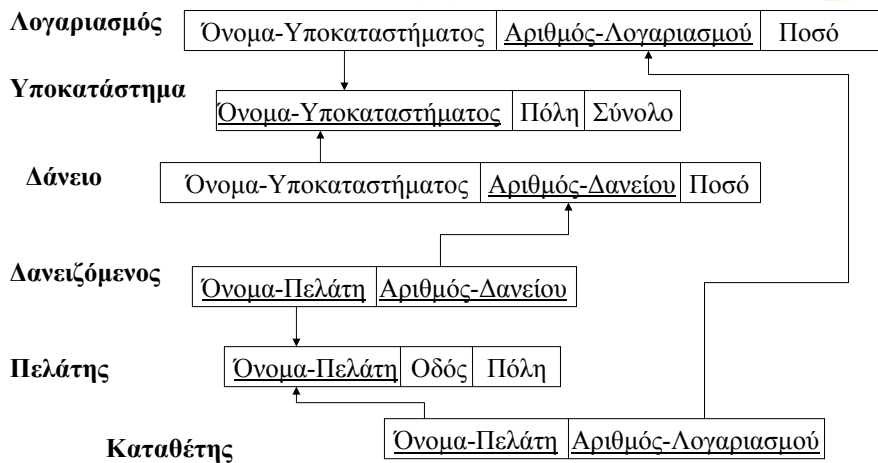 Λογαριασμός Όνομα-Υποκαταστήματος Αριθμός-Λογαριασμού Ποσό
Υποκατάστημα
Όνομα-Υποκαταστήματος Πόλη Σύνολο
Δάνειο Όνομα-Υποκαταστήματος Αριθμός-Δανείου Ποσό
Δανειζόμενος Όνομα-Πελάτη Αριθμός-Δανείου
Πελάτης Όνομα-Πελάτη Οδός Πόλη
Καταθέτης Όνομα-Πελάτη Αριθμός-Λογαριασμού